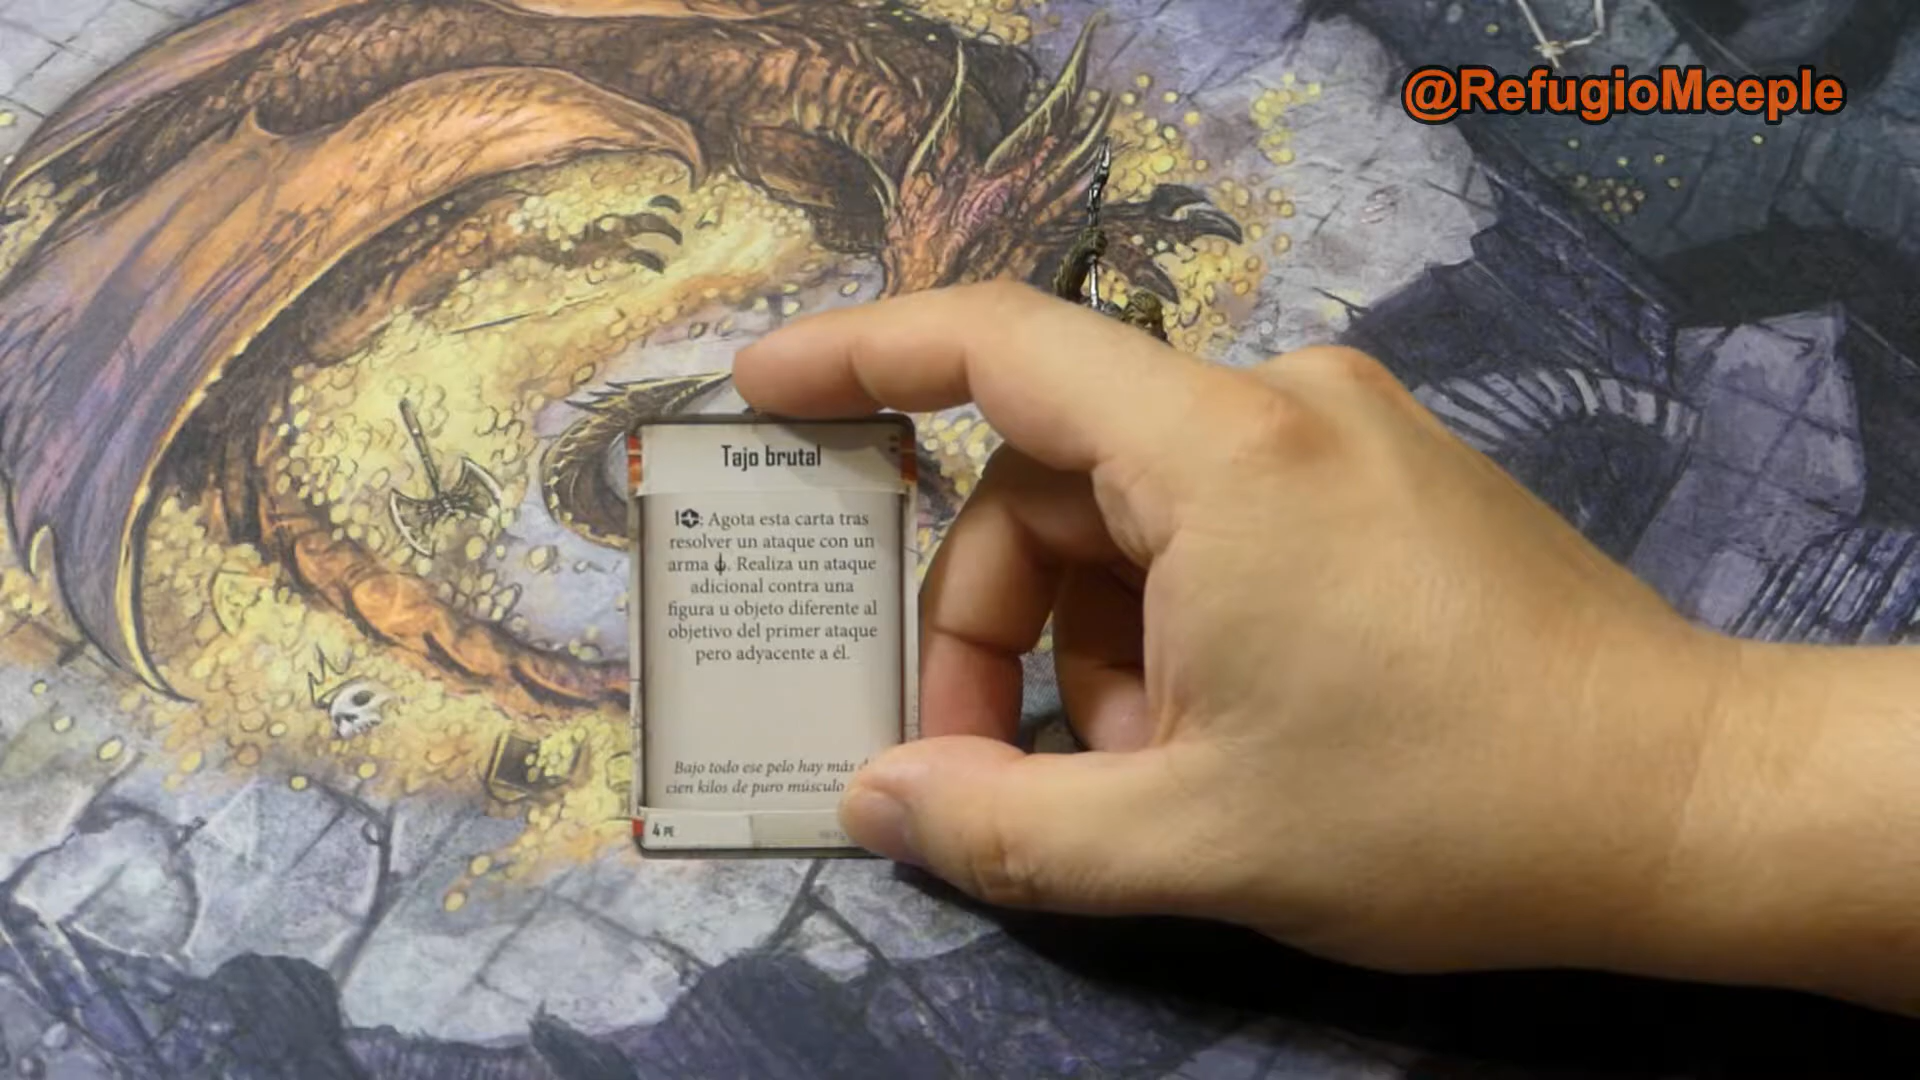 @RefugioMeeple
Tajo brutal
1: Agota esta carta tras
resolver un ataque con un
arma . Realiza un ataque
adicional contra una
figura u objeto diferente al
objetivo del primer ataque
pero adyacente a él.
Bajo todo ese pelo hay más
cien kilos de puro músculo
4 PE